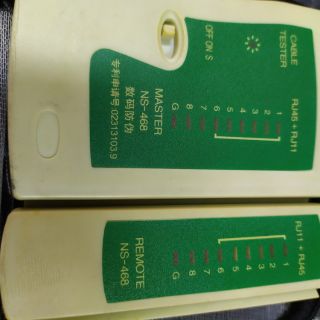 CABLE
TESTER
OFF ON S
RJ45 + RJ11
1
2
3
4
5
6
7
8
G
MASTER
NS-468
数码防伪
专利申请号:02313103.9
RJ11 + RJ45
1
2
3
4
5
6
7
8
G
REMOTE
NS-468